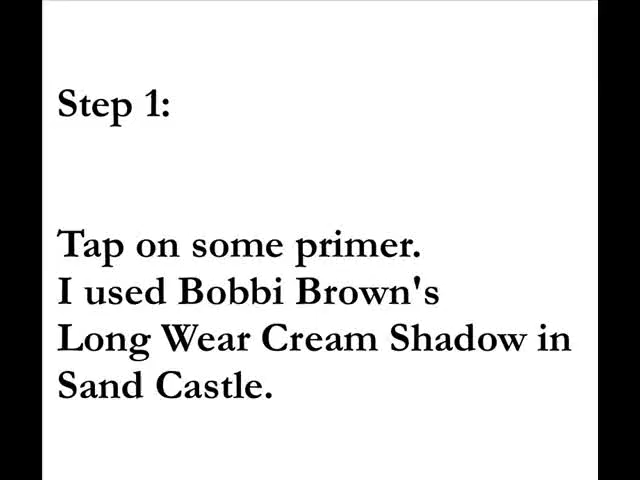 Step 1:
Tap on some primer.
I used Bobbi Brown's
Long Wear Cream Shadow in
Sand Castle.